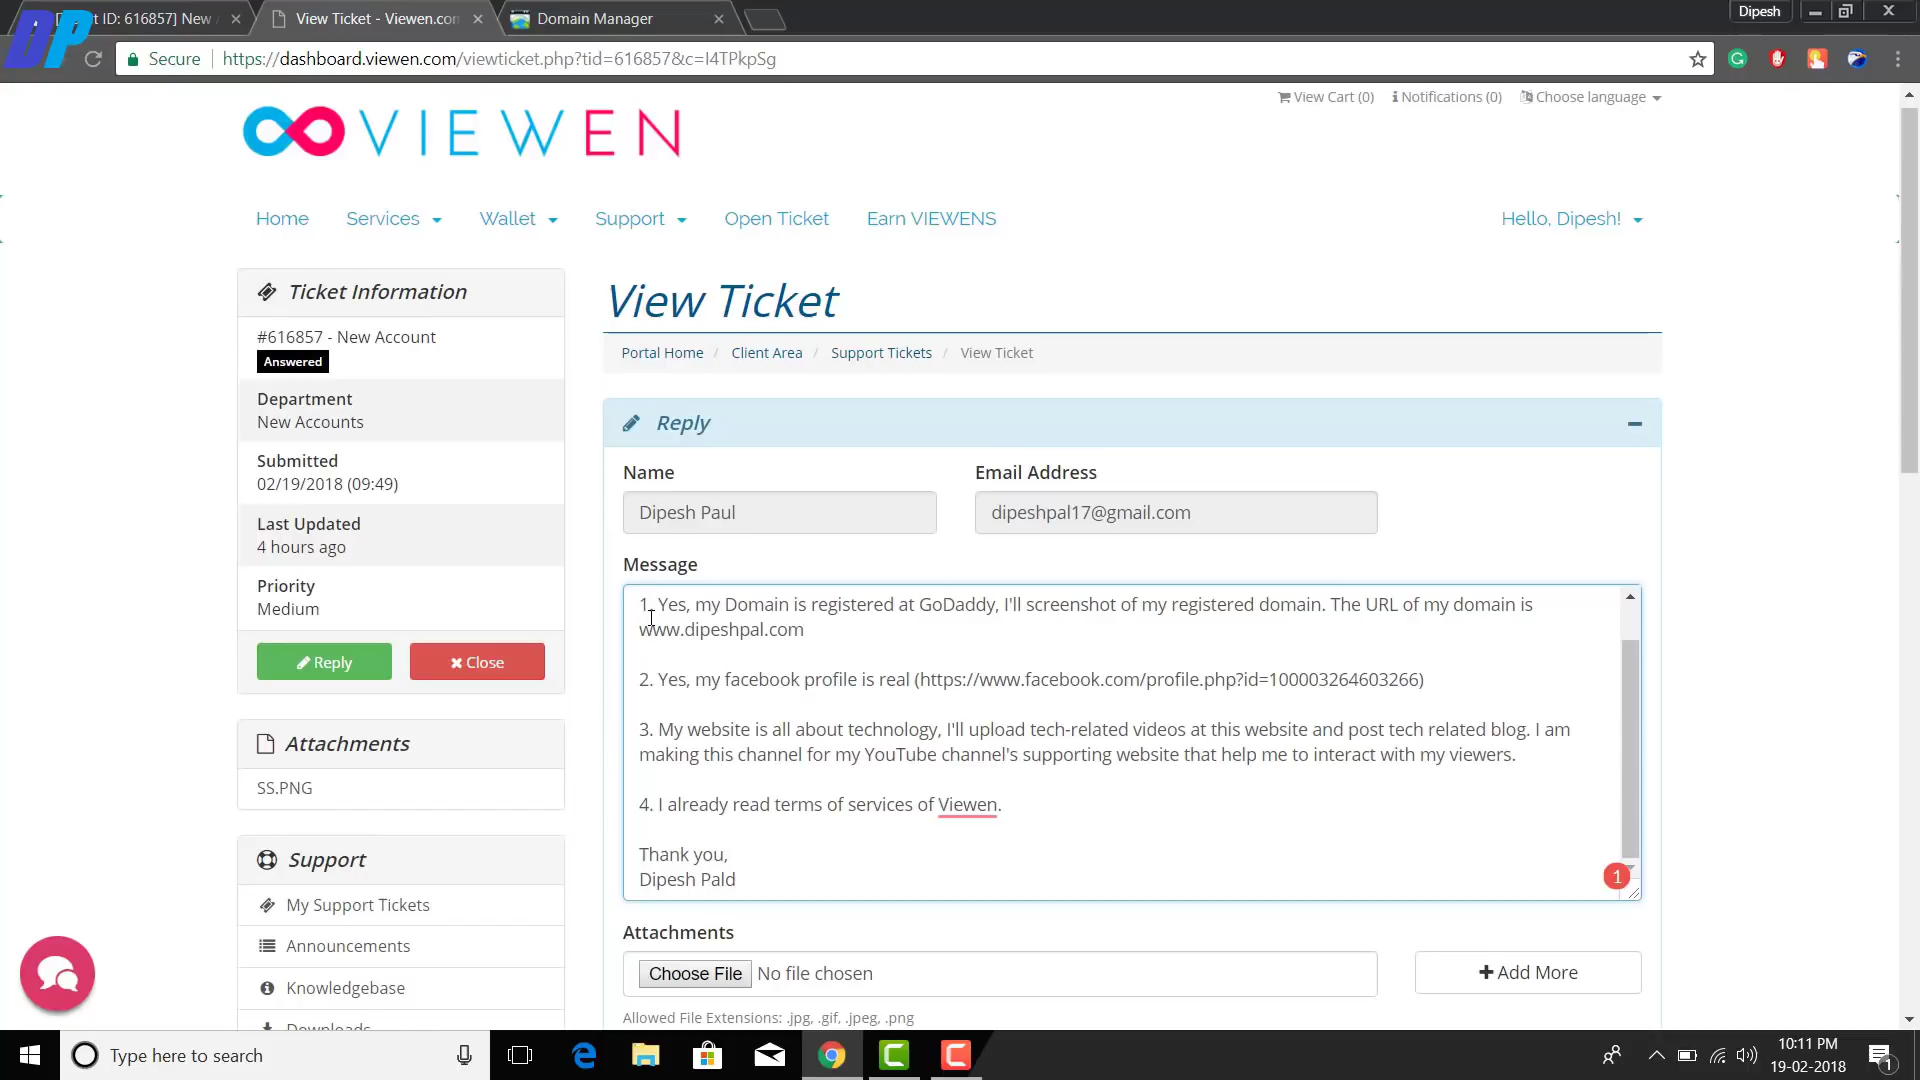 DP
t ID: 616857] New
View Ticket - Viewen.com
Domain Manager
Dipesh
Secure
https://dashboard.viewen.com/viewticket.php?tid=616857&c=I4TPkpSg
View Cart (0)
Notifications (0)
Choose language
VIEWEN
Home
Services
Wallet
Support
Open Ticket
Earn VIEWENS
Hello, Dipesh!
Ticket Information
#616857 - New Account
Answered
Department
New Accounts
Submitted
02/19/2018 (09:49)
Last Updated
4 hours ago
Priority
Medium
Reply
Close
Attachments
SS.PNG
Support
My Support Tickets
Announcements
Knowledgebase
Downloads
View Ticket
Portal Home / Client Area / Support Tickets / View Ticket
Reply
Name
Email Address
Dipesh Paul
dipeshpal17@gmail.com
Message
1. Yes, my Domain is registered at GoDaddy, I'll screenshot of my registered domain. The URL of my domain is
www.dipeshpal.com
2. Yes, my facebook profile is real (https://www.facebook.com/profile.php?id=100003264603266)
3. My website is all about technology, I'll upload tech-related videos at this website and post tech related blog. I am
making this channel for my YouTube channel's supporting website that help me to interact with my viewers.
4. I already read terms of services of Viewen.
Thank you,
Dipesh Pald
1
Attachments
Choose File No file chosen
Add More
Allowed File Extensions: .jpg, .gif, .jpeg, .png
Type here to search
10:11 PM
19-02-2018
1